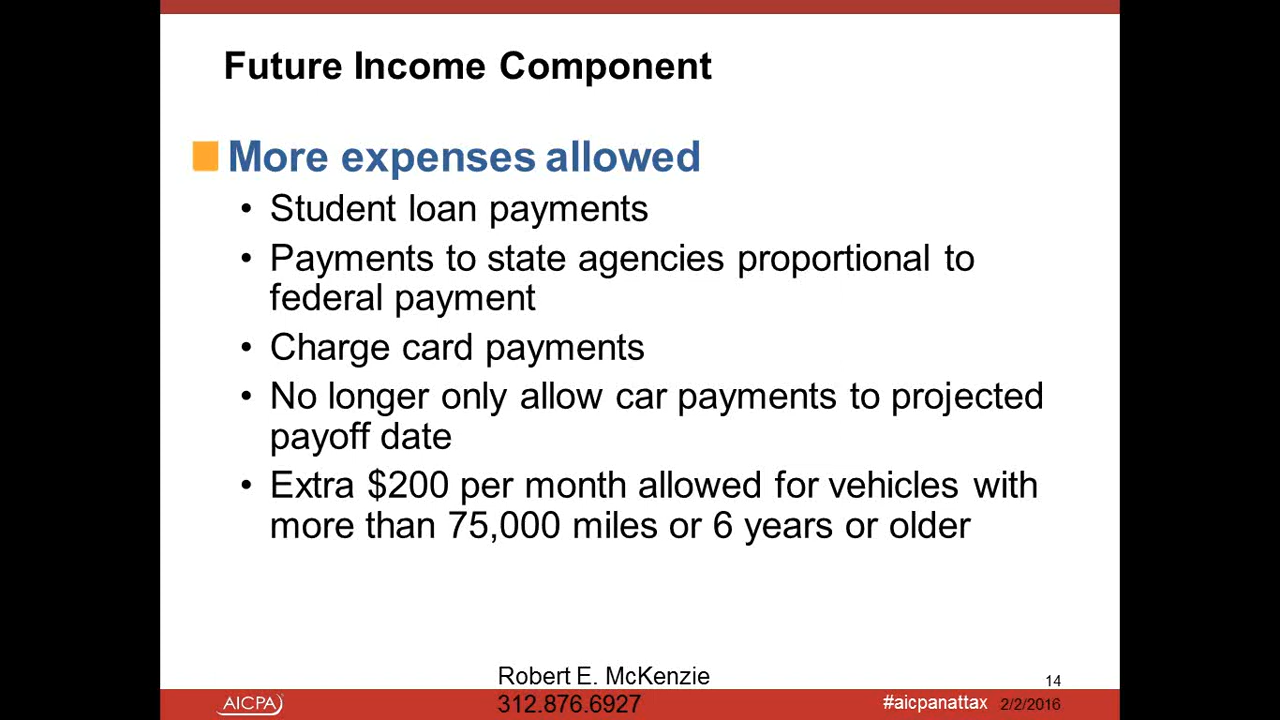 Future Income Component
More expenses allowed
• Student loan payments
• Payments to state agencies proportional to
federal payment
• Charge card payments
• No longer only allow car payments to projected
payoff date
• Extra $200 per month allowed for vehicles with
more than 75,000 miles or 6 years or older
Robert E. McKenzie
312.876.6927
14
AICPA
#aicpanattax 2/2/2016